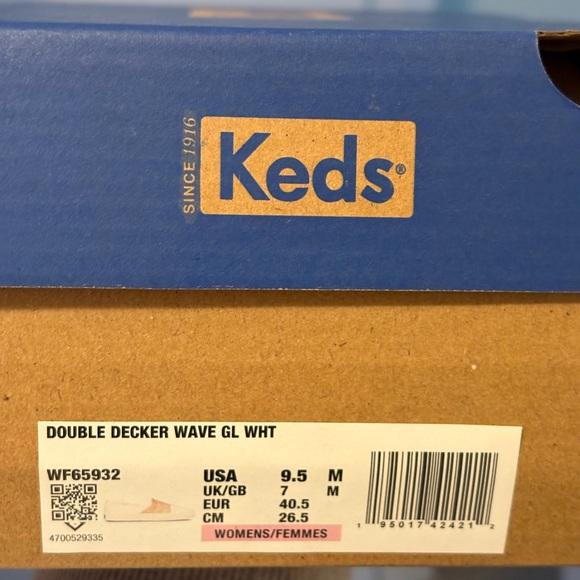 Keds
SINCE 1916
Keds®
DOUBLE DECKER WAVE GL WHT
WF65932
4700529335
USA 9.5 M
UK/GB 7 M
EUR 40.5
CM 26.5
WOMENS/FEMMES
1 95017 42421 2